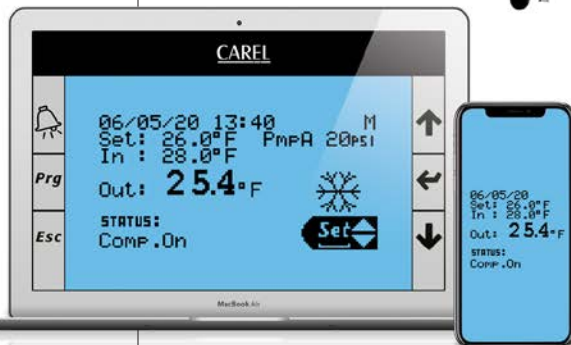 CAREL
06/05/20 13:40 M
Set: 26.0°F PmpA 20PSI
In : 28.0°F
Out: 25.4°F
STATUS:
Comp.On
Set
Prg
Esc
MacBook Air
06/05/20
Set: 26.0°F
In : 28.0°F
Out: 25.4°F
STATUS:
Comp.On